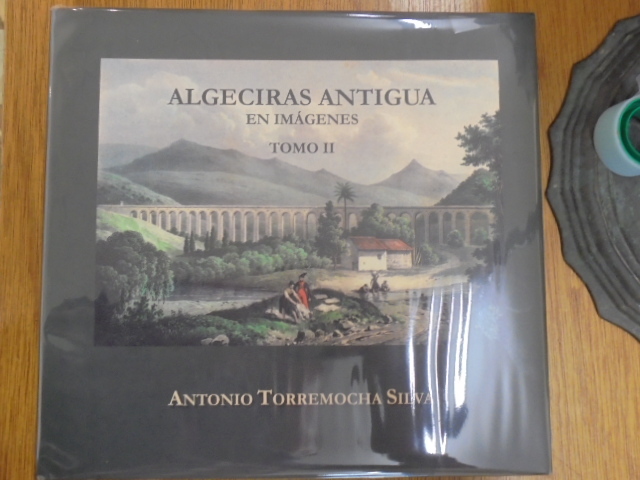 ALGECIRAS ANTIGUA
EN IMÁGENES
TOMO II
ANTONIO TORREMOCHA SILVA